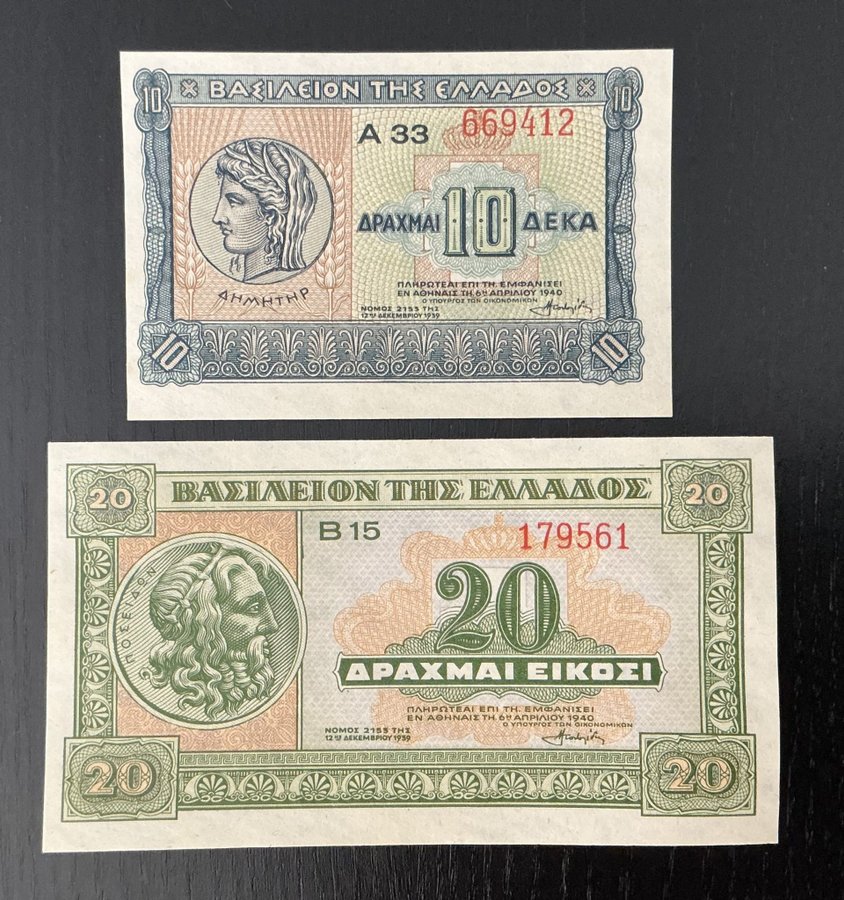 10 ΒΑΣΙΛΕΙΟΝ ΤΗΣ ΕΛΛΑΔΟΣ 10
Α 33 669412
ΔΡΑΧΜΑΙ 10 ΔΕΚΑ
ΔΗΜΗΤΗΡ
ΠΛΗΡΩΤΕΑΙ ΕΠΙ ΤΗ. ΕΜΦΑΝΙΣΕΙ
ΕΝ ΑΘΗΝΑΙΣ ΤΗ. 6ῃ ΑΠΡΙΛΙΟΥ 1940
Ο ΥΠΟΥΡΓΟΣ ΤΩΝ ΟΙΚΟΝΟΜΙΚΩΝ
ΝΟΜΟΣ 2155 ΤΗΣ
12ης ΔΕΚΕΜΒΡΙΟΥ 1939
10 10
20 ΒΑΣΙΛΕΙΟΝ ΤΗΣ ΕΛΛΑΔΟΣ 20
Β 15 179561
ΠΟΣΕΙΔΩΝ
20
ΔΡΑΧΜΑΙ ΕΙΚΟΣΙ
ΠΛΗΡΩΤΕΑΙ ΕΠΙ ΤΗ. ΕΜΦΑΝΙΣΕΙ
ΕΝ ΑΘΗΝΑΙΣ ΤΗ. 6ῃ ΑΠΡΙΛΙΟΥ 1940
Ο ΥΠΟΥΡΓΟΣ ΤΩΝ ΟΙΚΟΝΟΜΙΚΩΝ
ΝΟΜΟΣ 2155 ΤΗΣ
12ης ΔΕΚΕΜΒΡΙΟΥ 1939
20 20